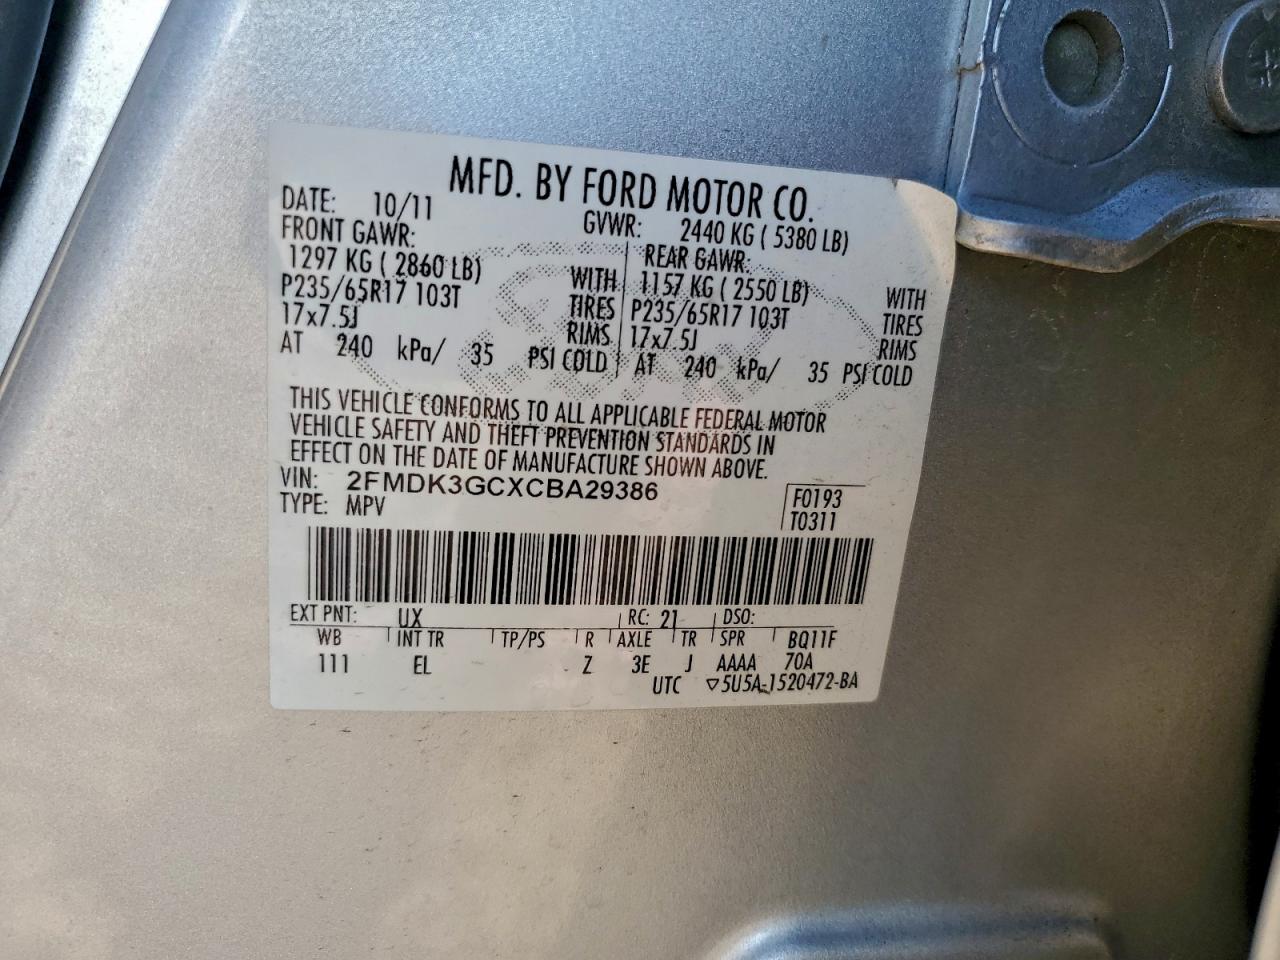 MFD. BY FORD MOTOR CO.
DATE: 10/11 GVWR: 2440 KG ( 5380 LB)
FRONT GAWR: REAR GAWR:
1297 KG ( 2860 LB) WITH 1157 KG ( 2550 LB) WITH
P235/65R17 103T TIRES P235/65R17 103T TIRES
17x7.5J RIMS 17x7.5J RIMS
AT 240 kPa/ 35 PSI COLD AT 240 kPa/ 35 PSI COLD
THIS VEHICLE CONFORMS TO ALL APPLICABLE FEDERAL MOTOR
VEHICLE SAFETY AND THEFT PREVENTION STANDARDS IN
EFFECT ON THE DATE OF MANUFACTURE SHOWN ABOVE.
VIN: 2FMDK3GCXCBA29386 F0193
TYPE: MPV T0311
EXT PNT: UX RC: 21 DSO:
WB INT TR TP/PS R AXLE TR SPR BQ11F
111 EL Z 3E J AAAA 70A
UTC ▽5U5A-1520472-BA